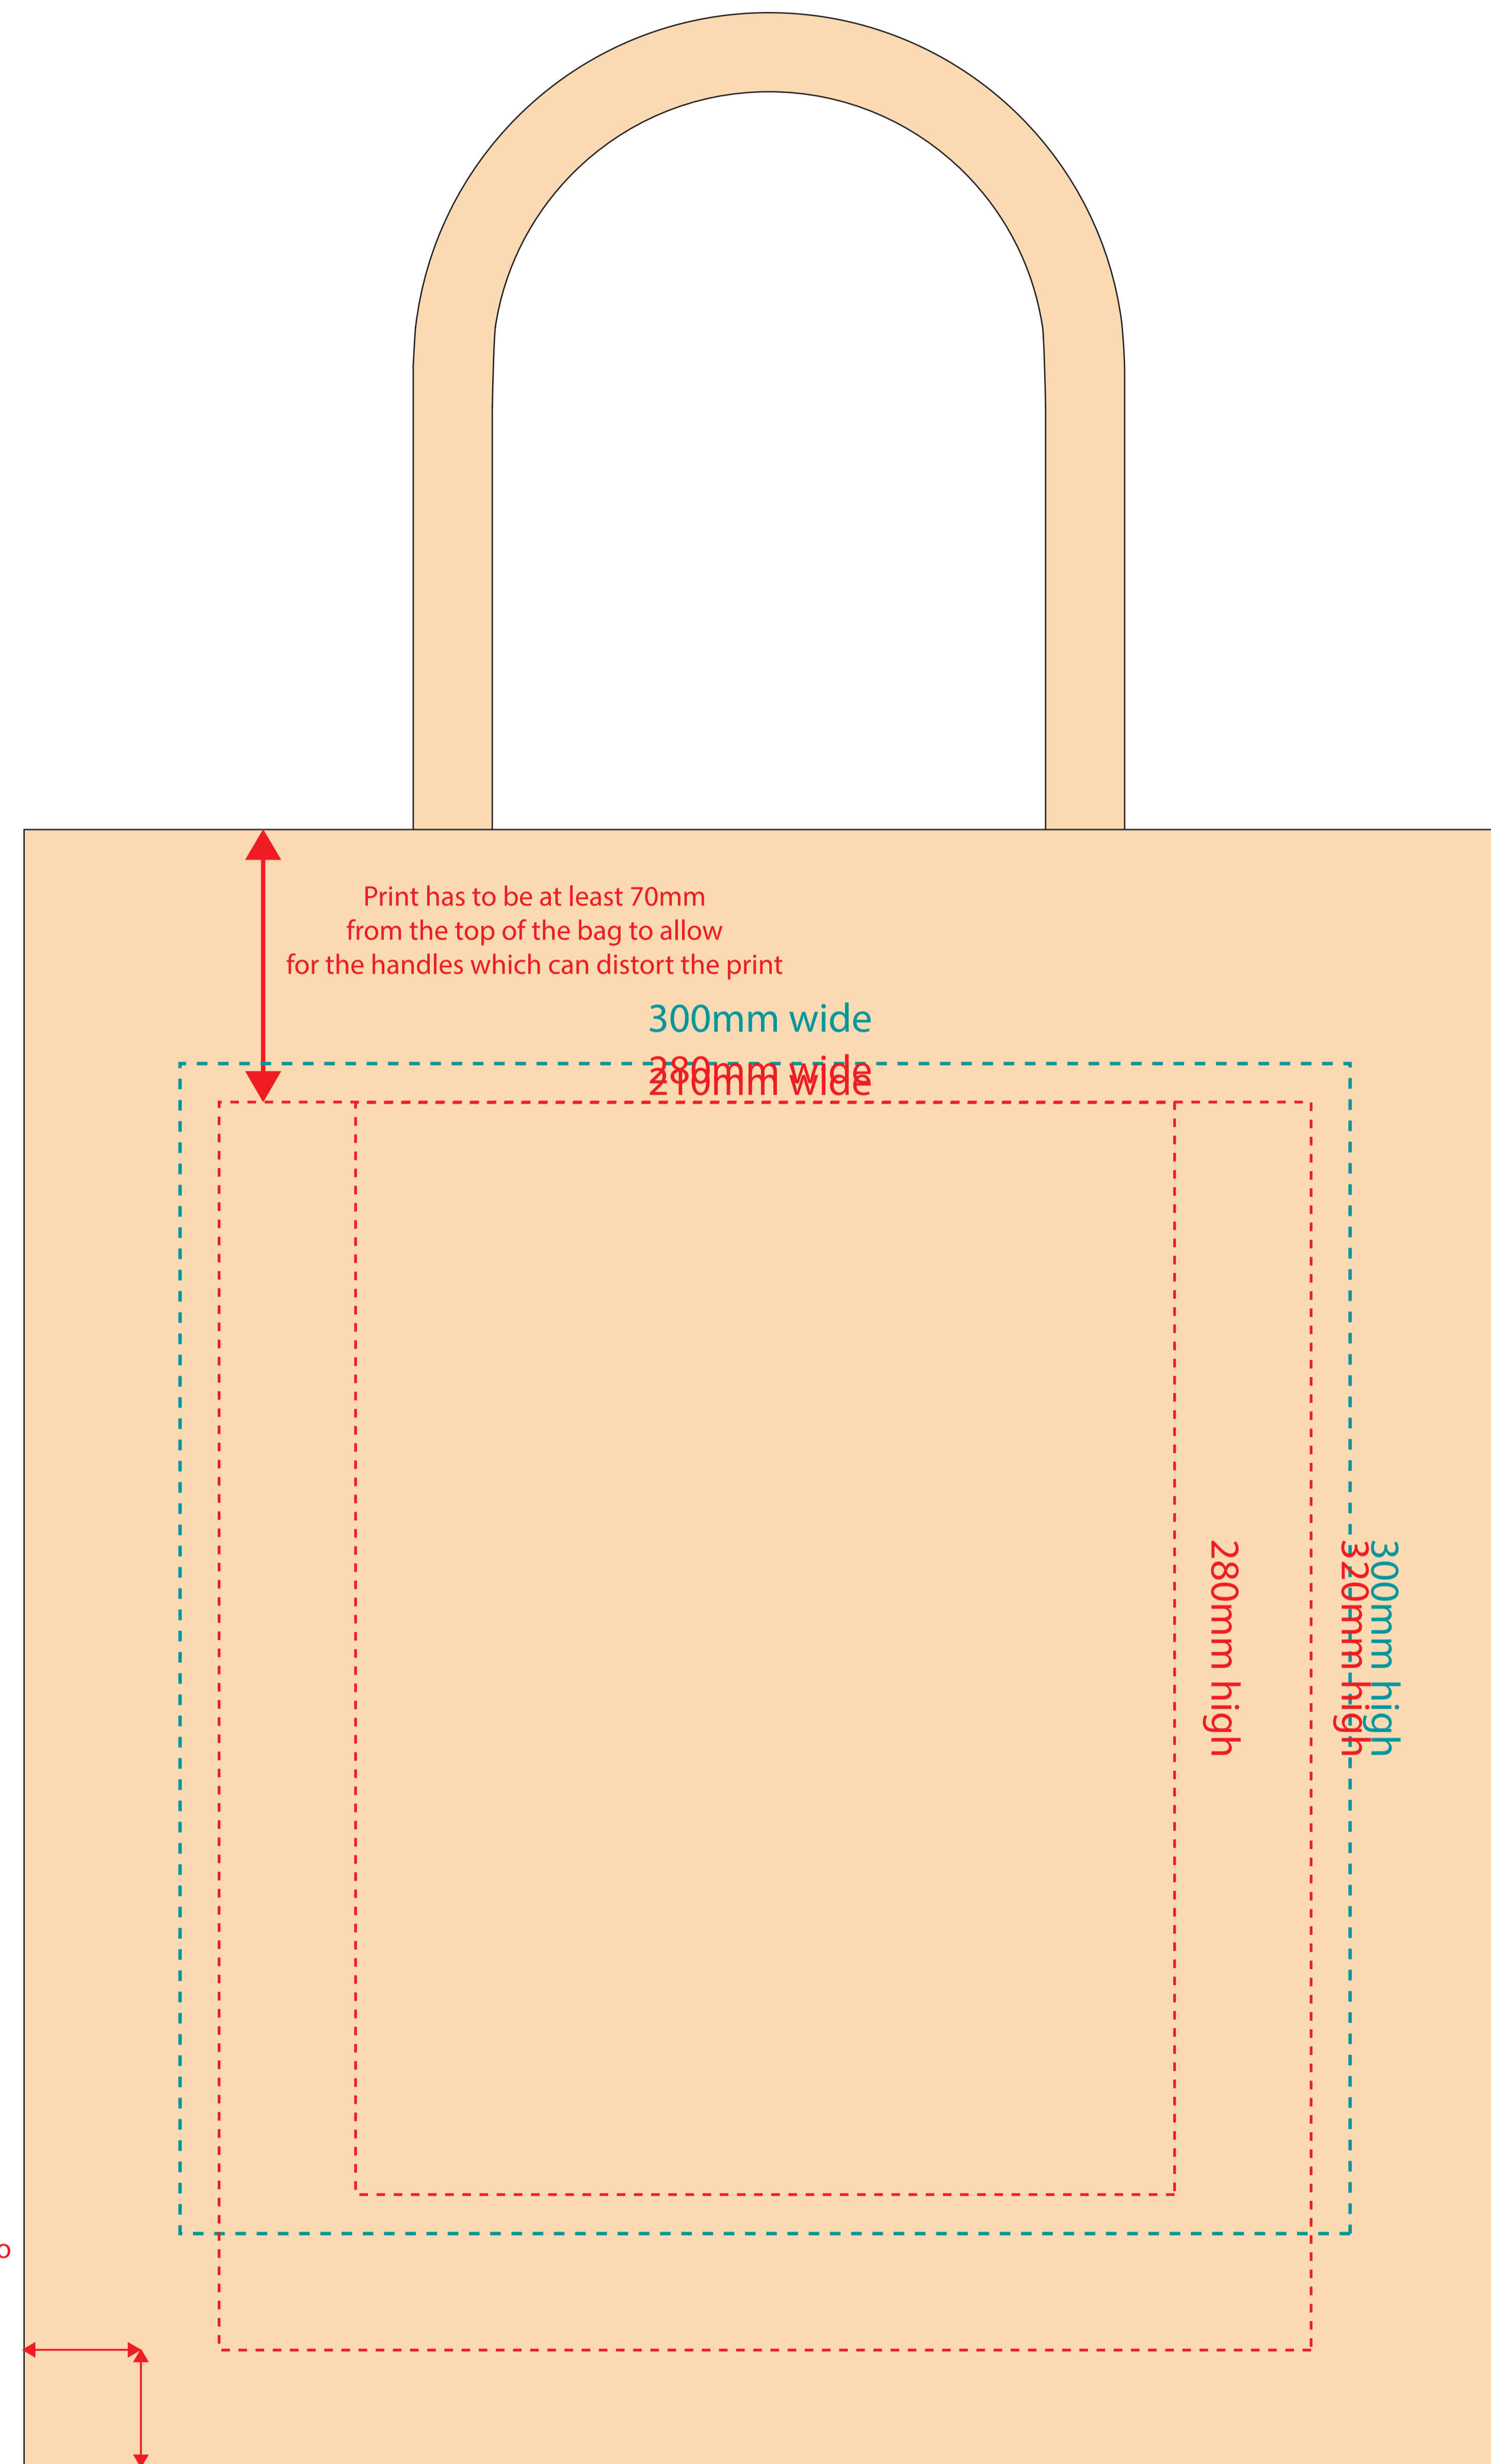 Print has to be at least 70mm
from the top of the bag to allow
for the handles which can distort the print
300mm wide
280mm wide
210mm wide
280mm high
320mm high
300mm high